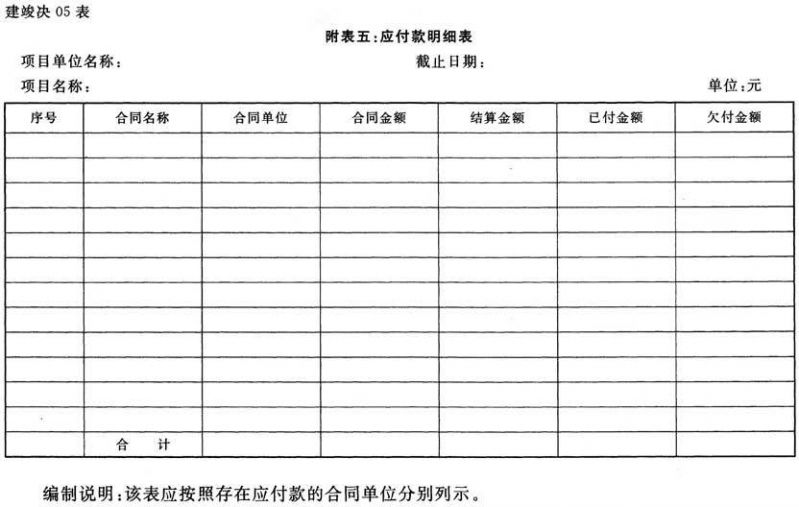 建竣决 05 表
附表五:应付款明细表
项目单位名称: 截止日期:
项目名称: 单位:元
序号 合同名称 合同单位 合同金额 结算金额 已付金额 欠付金额
合 计
编制说明:该表应按照存在应付款的合同单位分别列示。